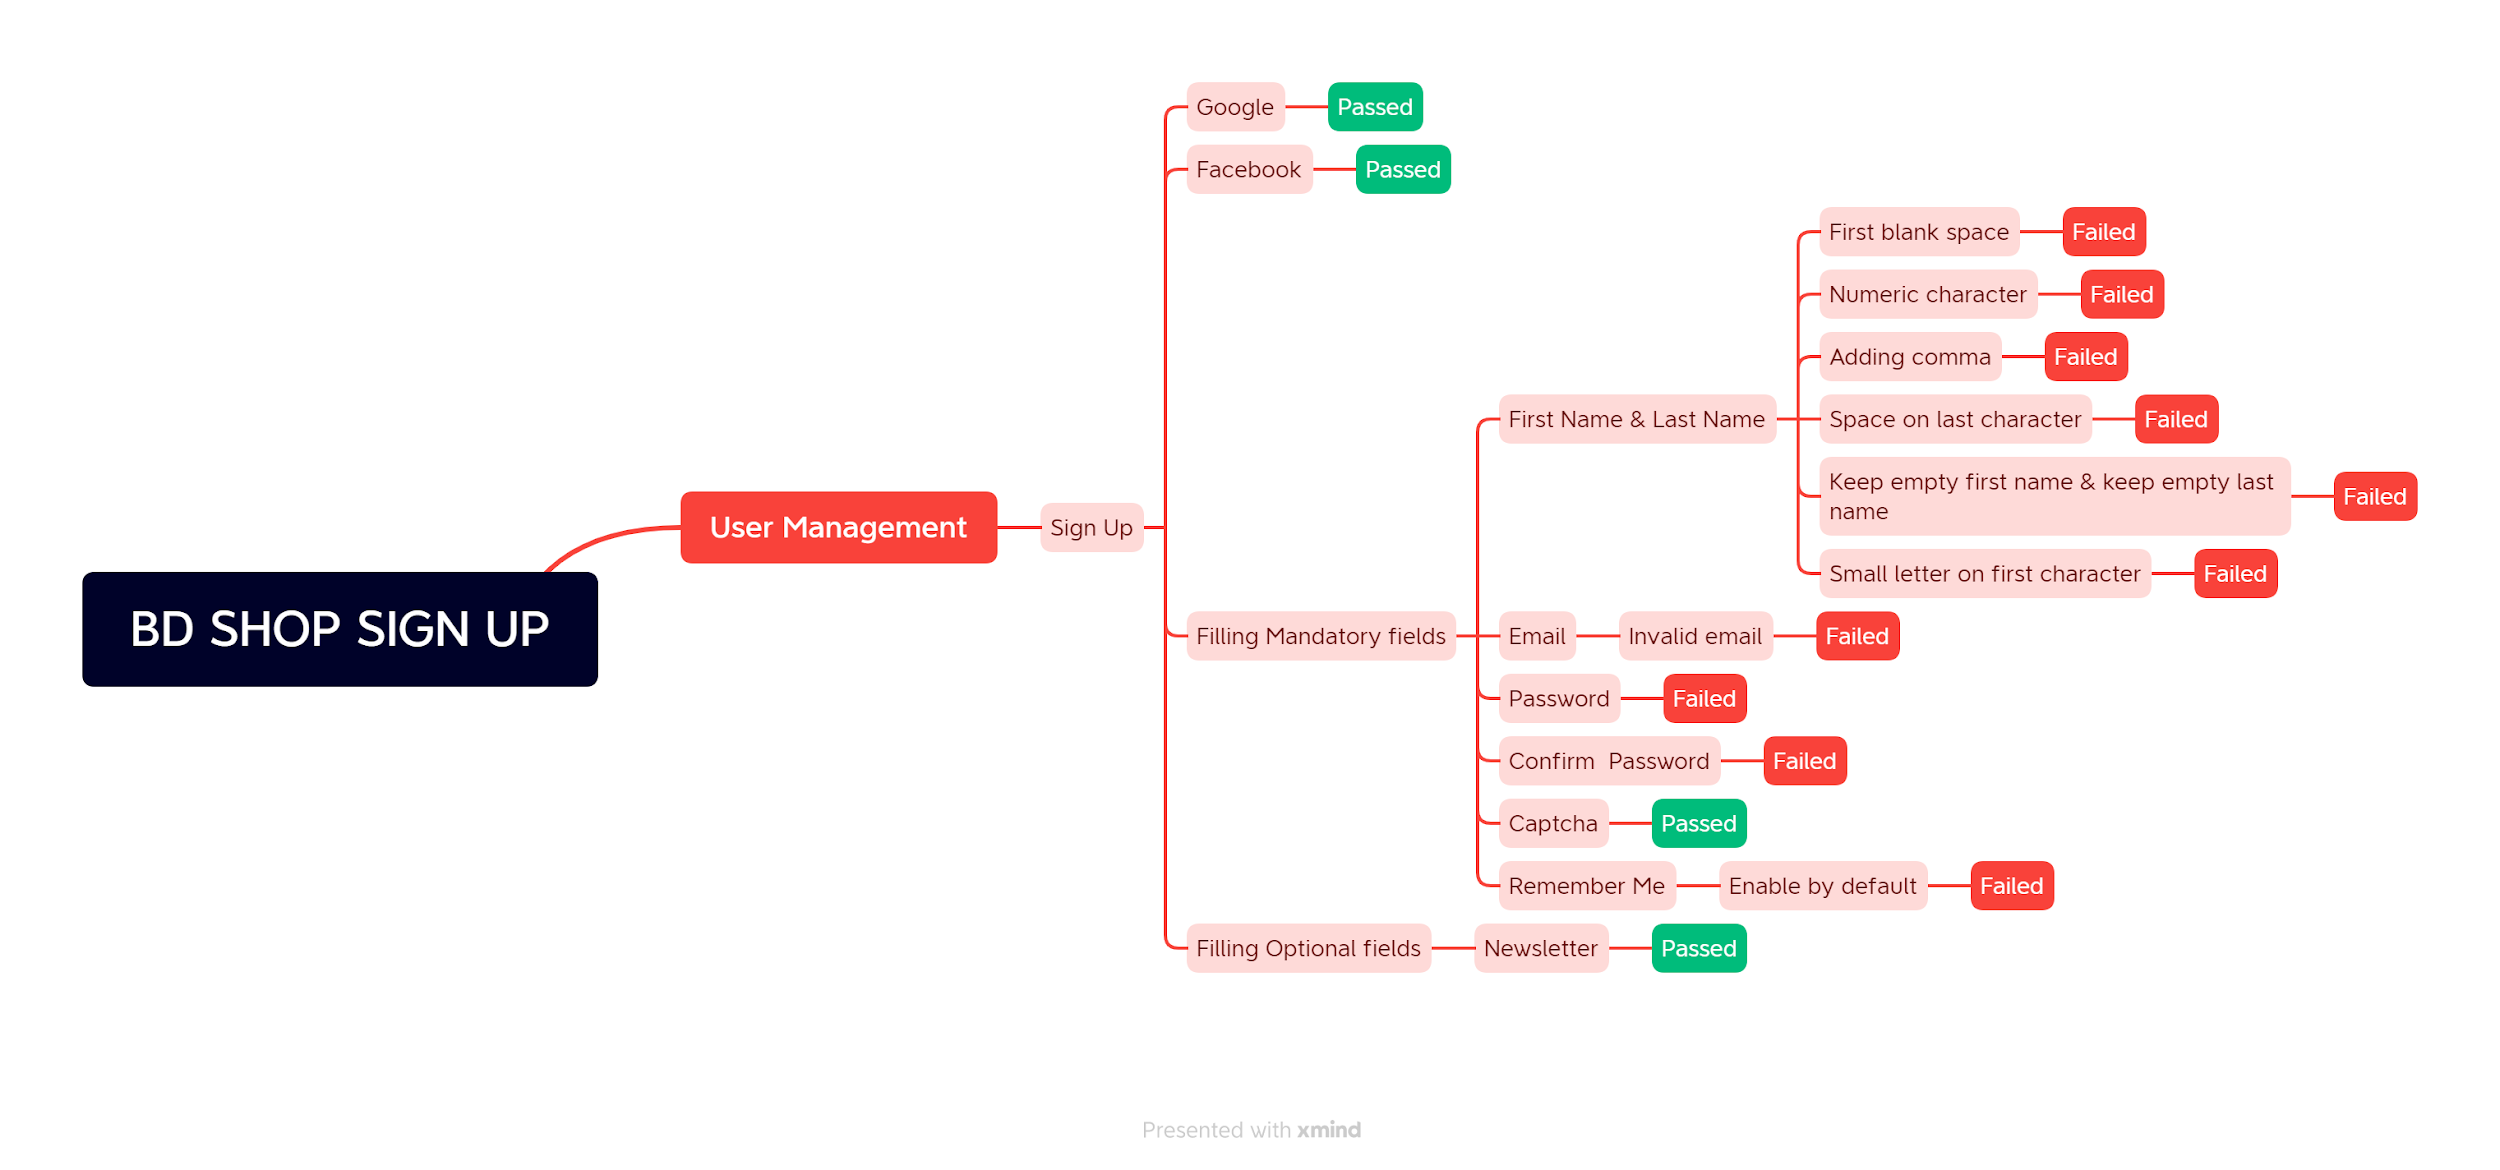 Google
Passed
Facebook
Passed
First blank space
Failed
Numeric character
Failed
Adding comma
Failed
First Name & Last Name
Space on last character
Failed
Keep empty first name & keep empty last
name
Failed
User Management
Sign Up
Small letter on first character
Failed
BD SHOP SIGN UP
Filling Mandatory fields
Email
Invalid email
Failed
Password
Failed
Confirm  Password
Failed
Captcha
Passed
Remember Me
Enable by default
Failed
Filling Optional fields
Newsletter
Passed
Presented with xmind